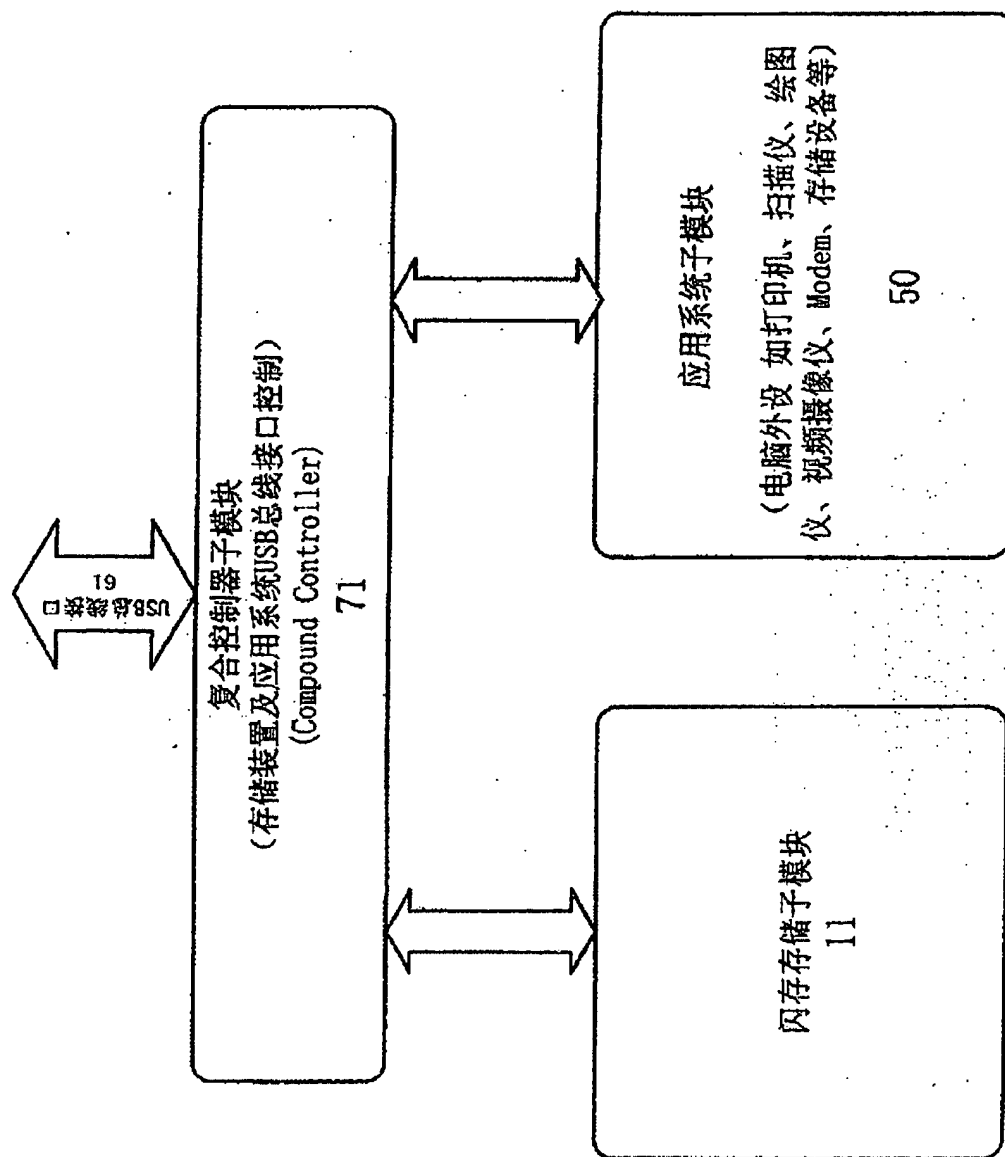 USB总线接口
61
复合控制器子模块
(存储装置及应用系统USB总线接口控制)
(Compound Controller)
71
闪存存储子模块
11
应用系统子模块
(电脑外设 如打印机、扫描仪、绘图
仪、视频摄像仪、Modem、存储设备等)
50